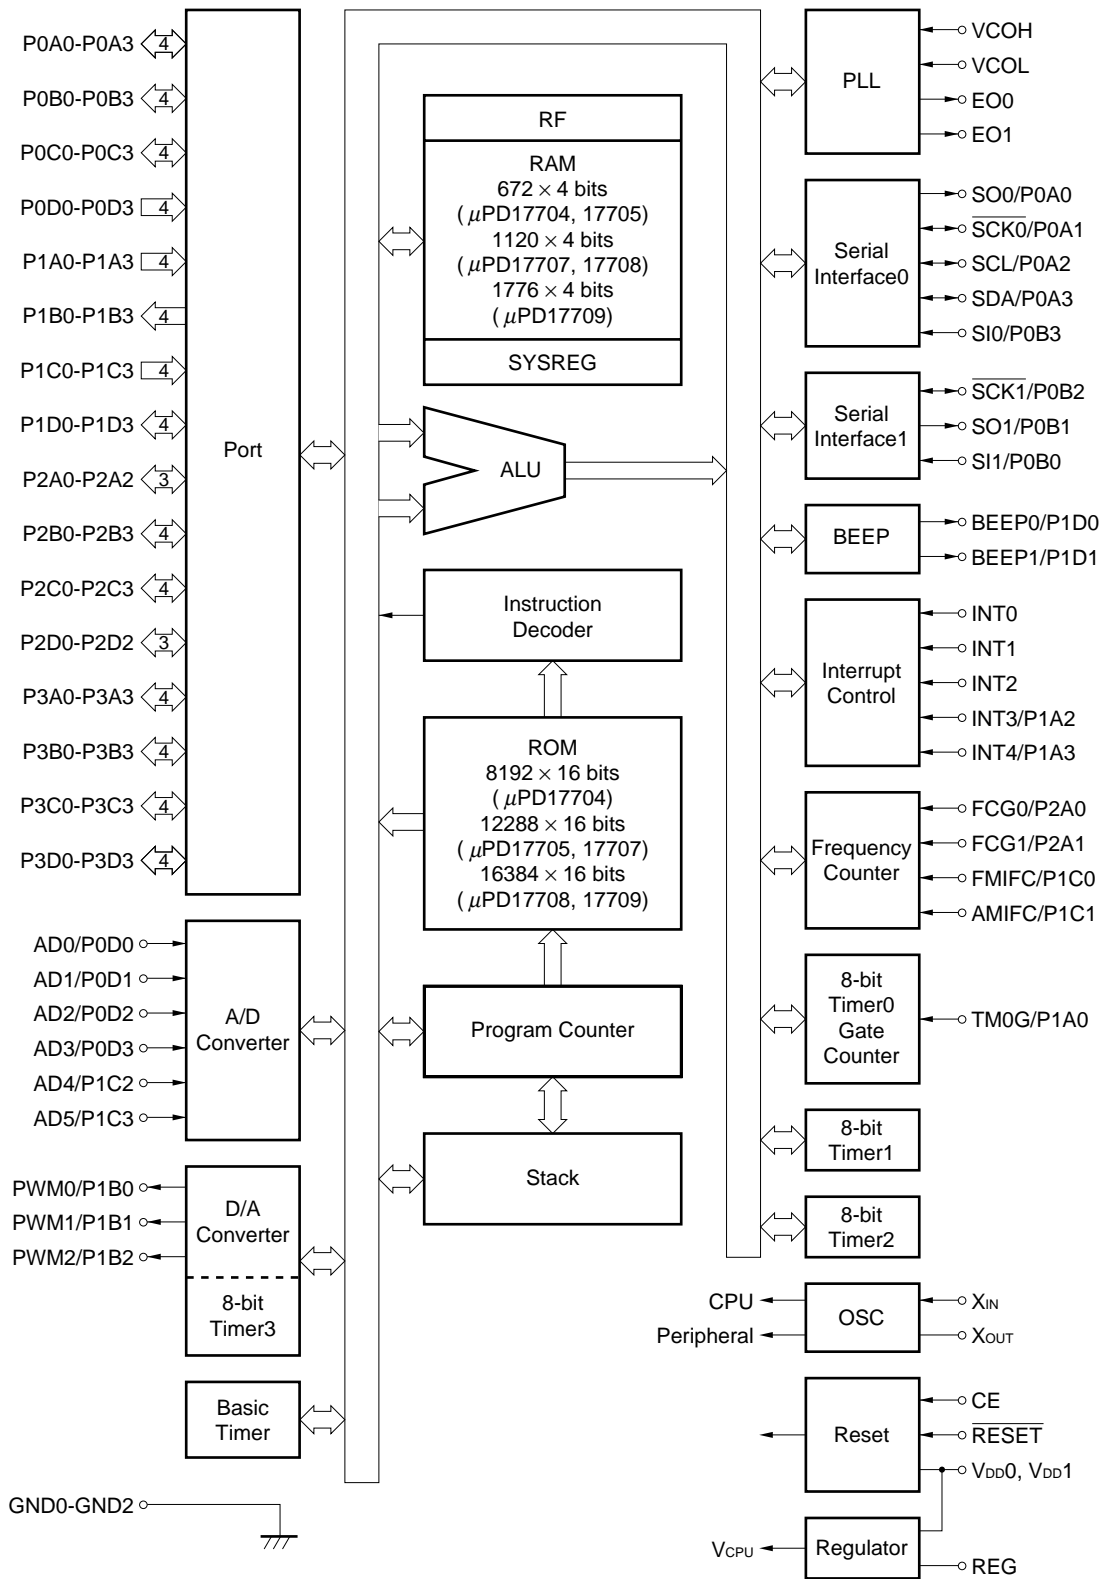 P0A0-P0A3
4
P0B0-P0B3
4
P0C0-P0C3
4
P0D0-P0D3
4
P1A0-P1A3
4
P1B0-P1B3
4
P1C0-P1C3
4
P1D0-P1D3
4
P2A0-P2A2
3
P2B0-P2B3
4
P2C0-P2C3
4
P2D0-P2D2
3
P3A0-P3A3
4
P3B0-P3B3
4
P3C0-P3C3
4
P3D0-P3D3
4
Port
AD0/P0D0
AD1/P0D1
AD2/P0D2
AD3/P0D3
AD4/P1C2
AD5/P1C3
A/D
Converter
PWM0/P1B0
PWM1/P1B1
PWM2/P1B2
D/A
Converter
8-bit
Timer3
Basic
Timer
GND0-GND2
RF
RAM
672 × 4 bits
( μPD17704, 17705)
1120 × 4 bits
( μPD17707, 17708)
1776 × 4 bits
( μPD17709)
SYSREG
ALU
Instruction
Decoder
ROM
8192 × 16 bits
( μPD17704)
12288 × 16 bits
( μPD17705, 17707)
16384 × 16 bits
( μPD17708, 17709)
Program Counter
Stack
PLL
VCOH
VCOL
EO0
EO1
Serial
Interface0
SO0/P0A0
S̅C̅K̅0̅/P0A1
SCL/P0A2
SDA/P0A3
SI0/P0B3
Serial
Interface1
S̅C̅K̅1̅/P0B2
SO1/P0B1
SI1/P0B0
BEEP
BEEP0/P1D0
BEEP1/P1D1
Interrupt
Control
INT0
INT1
INT2
INT3/P1A2
INT4/P1A3
Frequency
Counter
FCG0/P2A0
FCG1/P2A1
FMIFC/P1C0
AMIFC/P1C1
8-bit
Timer0
Gate
Counter
TM0G/P1A0
8-bit
Timer1
8-bit
Timer2
CPU
Peripheral
OSC
XIN
XOUT
Reset
CE
R̅E̅S̅E̅T̅
VDD0, VDD1
VCPU
Regulator
REG